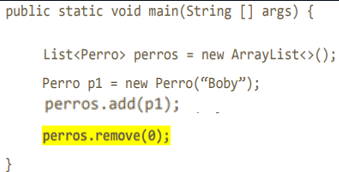 public static void main(String [] args) {
List<Perro> perros = new ArrayList<>();
Perro p1 = new Perro(“Boby”);
perros.add(p1);
perros.remove(0);
}